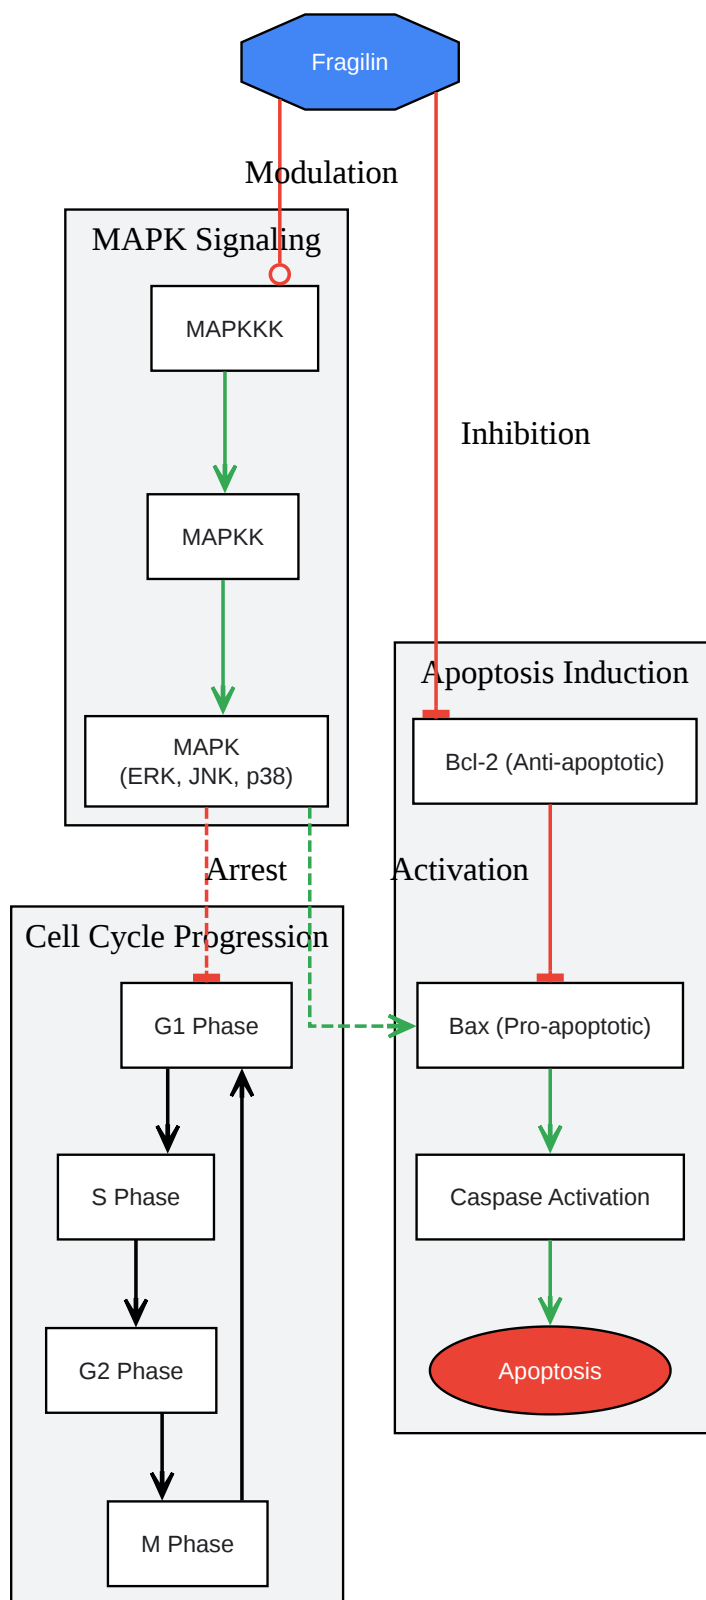 Fragilin
Modulation
MAPK Signaling
MAPKKK
Inhibition
MAPKK
Apoptosis Induction
MAPK
(ERK, JNK, p38)
Bcl-2 (Anti-apoptotic)
Arrest
Activation
Cell Cycle Progression
G1 Phase
Bax (Pro-apoptotic)
S Phase
Caspase Activation
G2 Phase
Apoptosis
M Phase